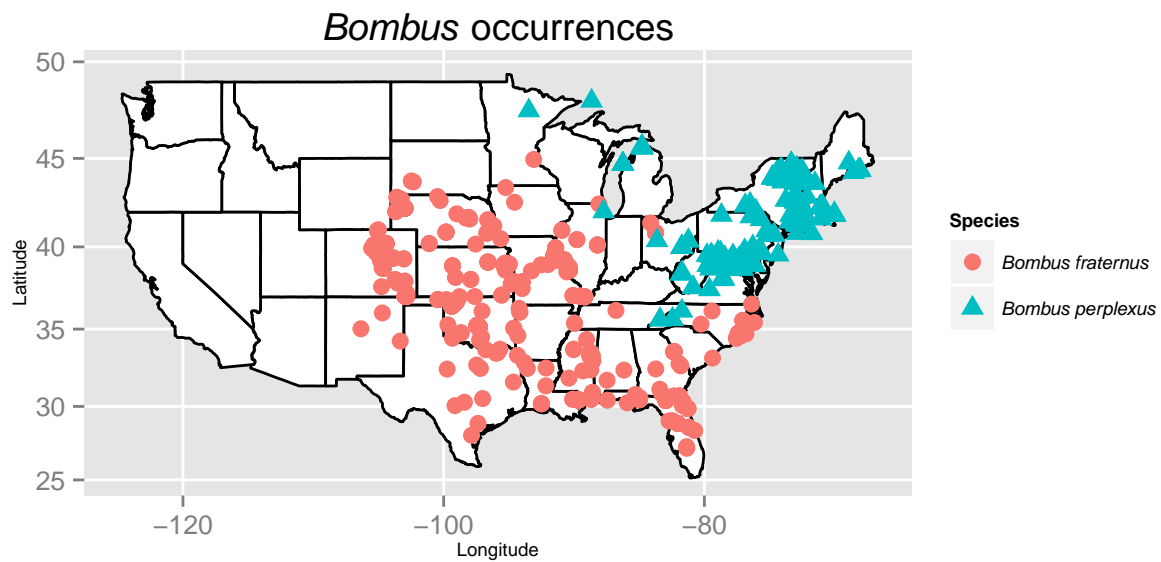 Bombus occurrences
50
45
40
35
30
25
Latitude
−120
−100
−80
Longitude
Species
Bombus fraternus
Bombus perplexus